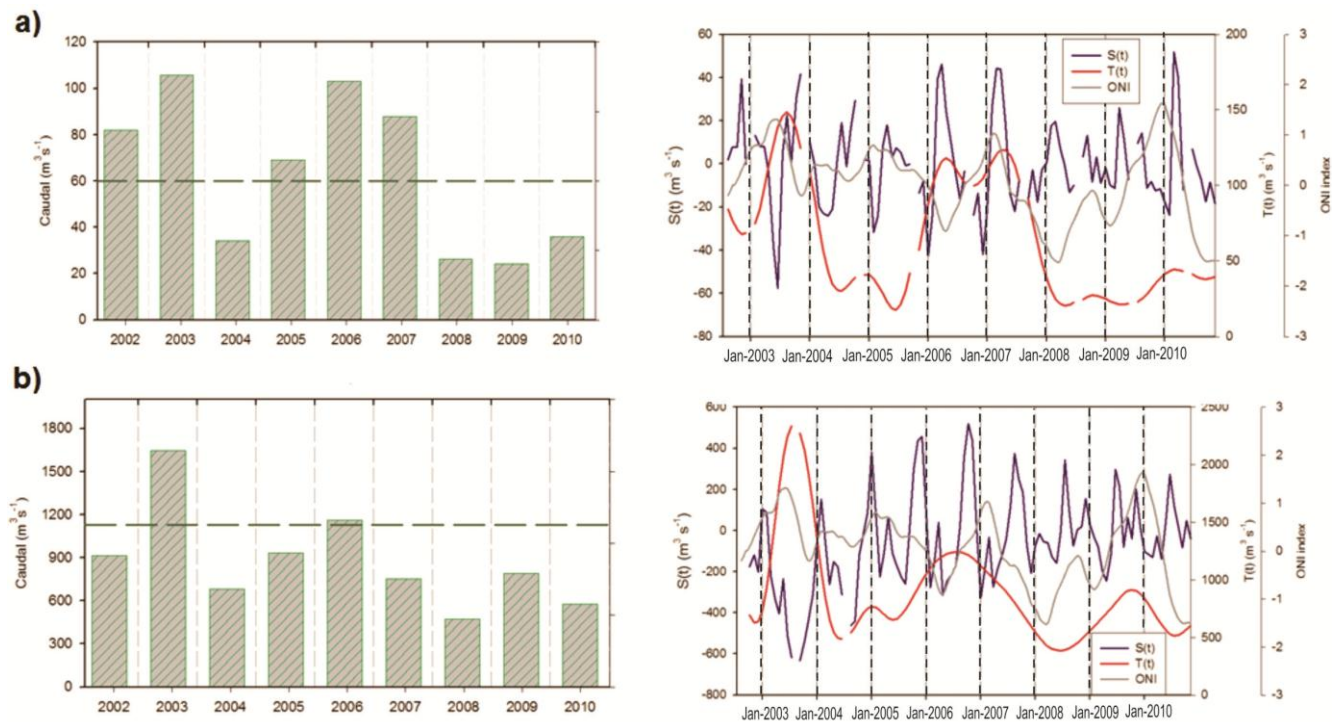 a)
120
100
80
60
40
20
0
Caudal (m³ s⁻¹)
2002 2003 2004 2005 2006 2007 2008 2009 2010
60
40
20
0
-20
-40
-60
-80
S(t) (m³ s⁻¹)
S(t)
T(t)
ONI
200
150
100
50
0
T(t) (m³ s⁻¹)
3
2
1
0
-1
-2
-3
ONI index
Jan-2003 Jan-2004 Jan-2005 Jan-2006 Jan-2007 Jan-2008 Jan-2009 Jan-2010
b)
1800
1500
1200
900
600
300
0
Caudal (m³ s⁻¹)
2002 2003 2004 2005 2006 2007 2008 2009 2010
600
400
200
0
-200
-400
-600
-800
S(t) (m³ s⁻¹)
S(t)
T(t)
ONI
2500
2000
1500
1000
500
0
T(t) (m³ s⁻¹)
3
2
1
0
-1
-2
-3
ONI index
Jan-2003 Jan-2004 Jan-2005 Jan-2006 Jan-2007 Jan-2008 Jan-2009 Jan-2010